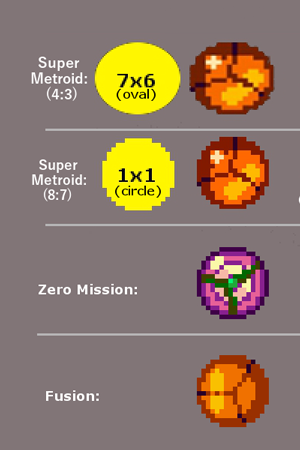 Super
Metroid:
(4:3)
7x6
(oval)
Super
Metroid:
(8:7)
1x1
(circle)
Zero Mission:
Fusion: